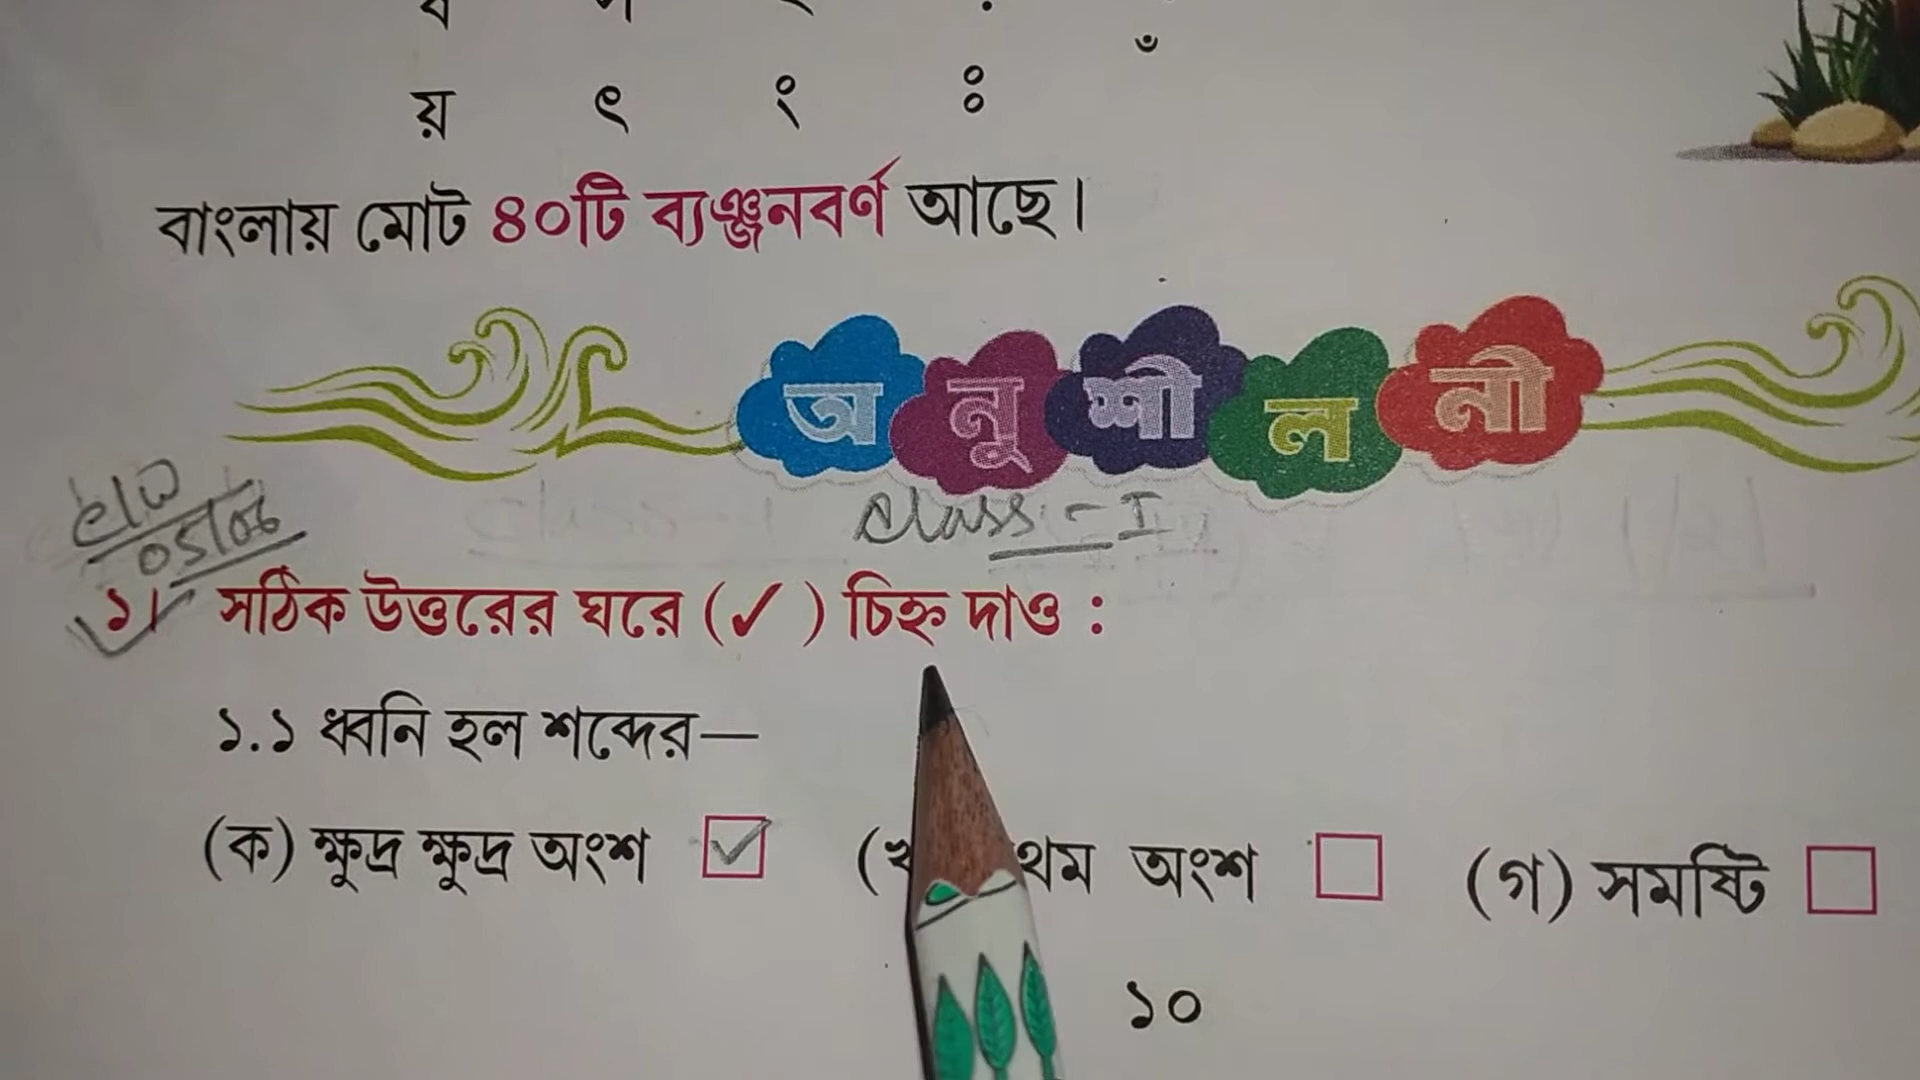 য় ৎ ং ঃ ঁ
বাংলায় মোট ৪০টি ব্যঞ্জনবর্ণ আছে।
অনুশীলনী
Class - I
১। সঠিক উত্তরের ঘরে (✓) চিহ্ন দাও :
১.১ ধ্বনি হল শব্দের—
(ক) ক্ষুদ্র ক্ষুদ্র অংশ ✓ (খ থম অংশ (গ) সমষ্টি
১০